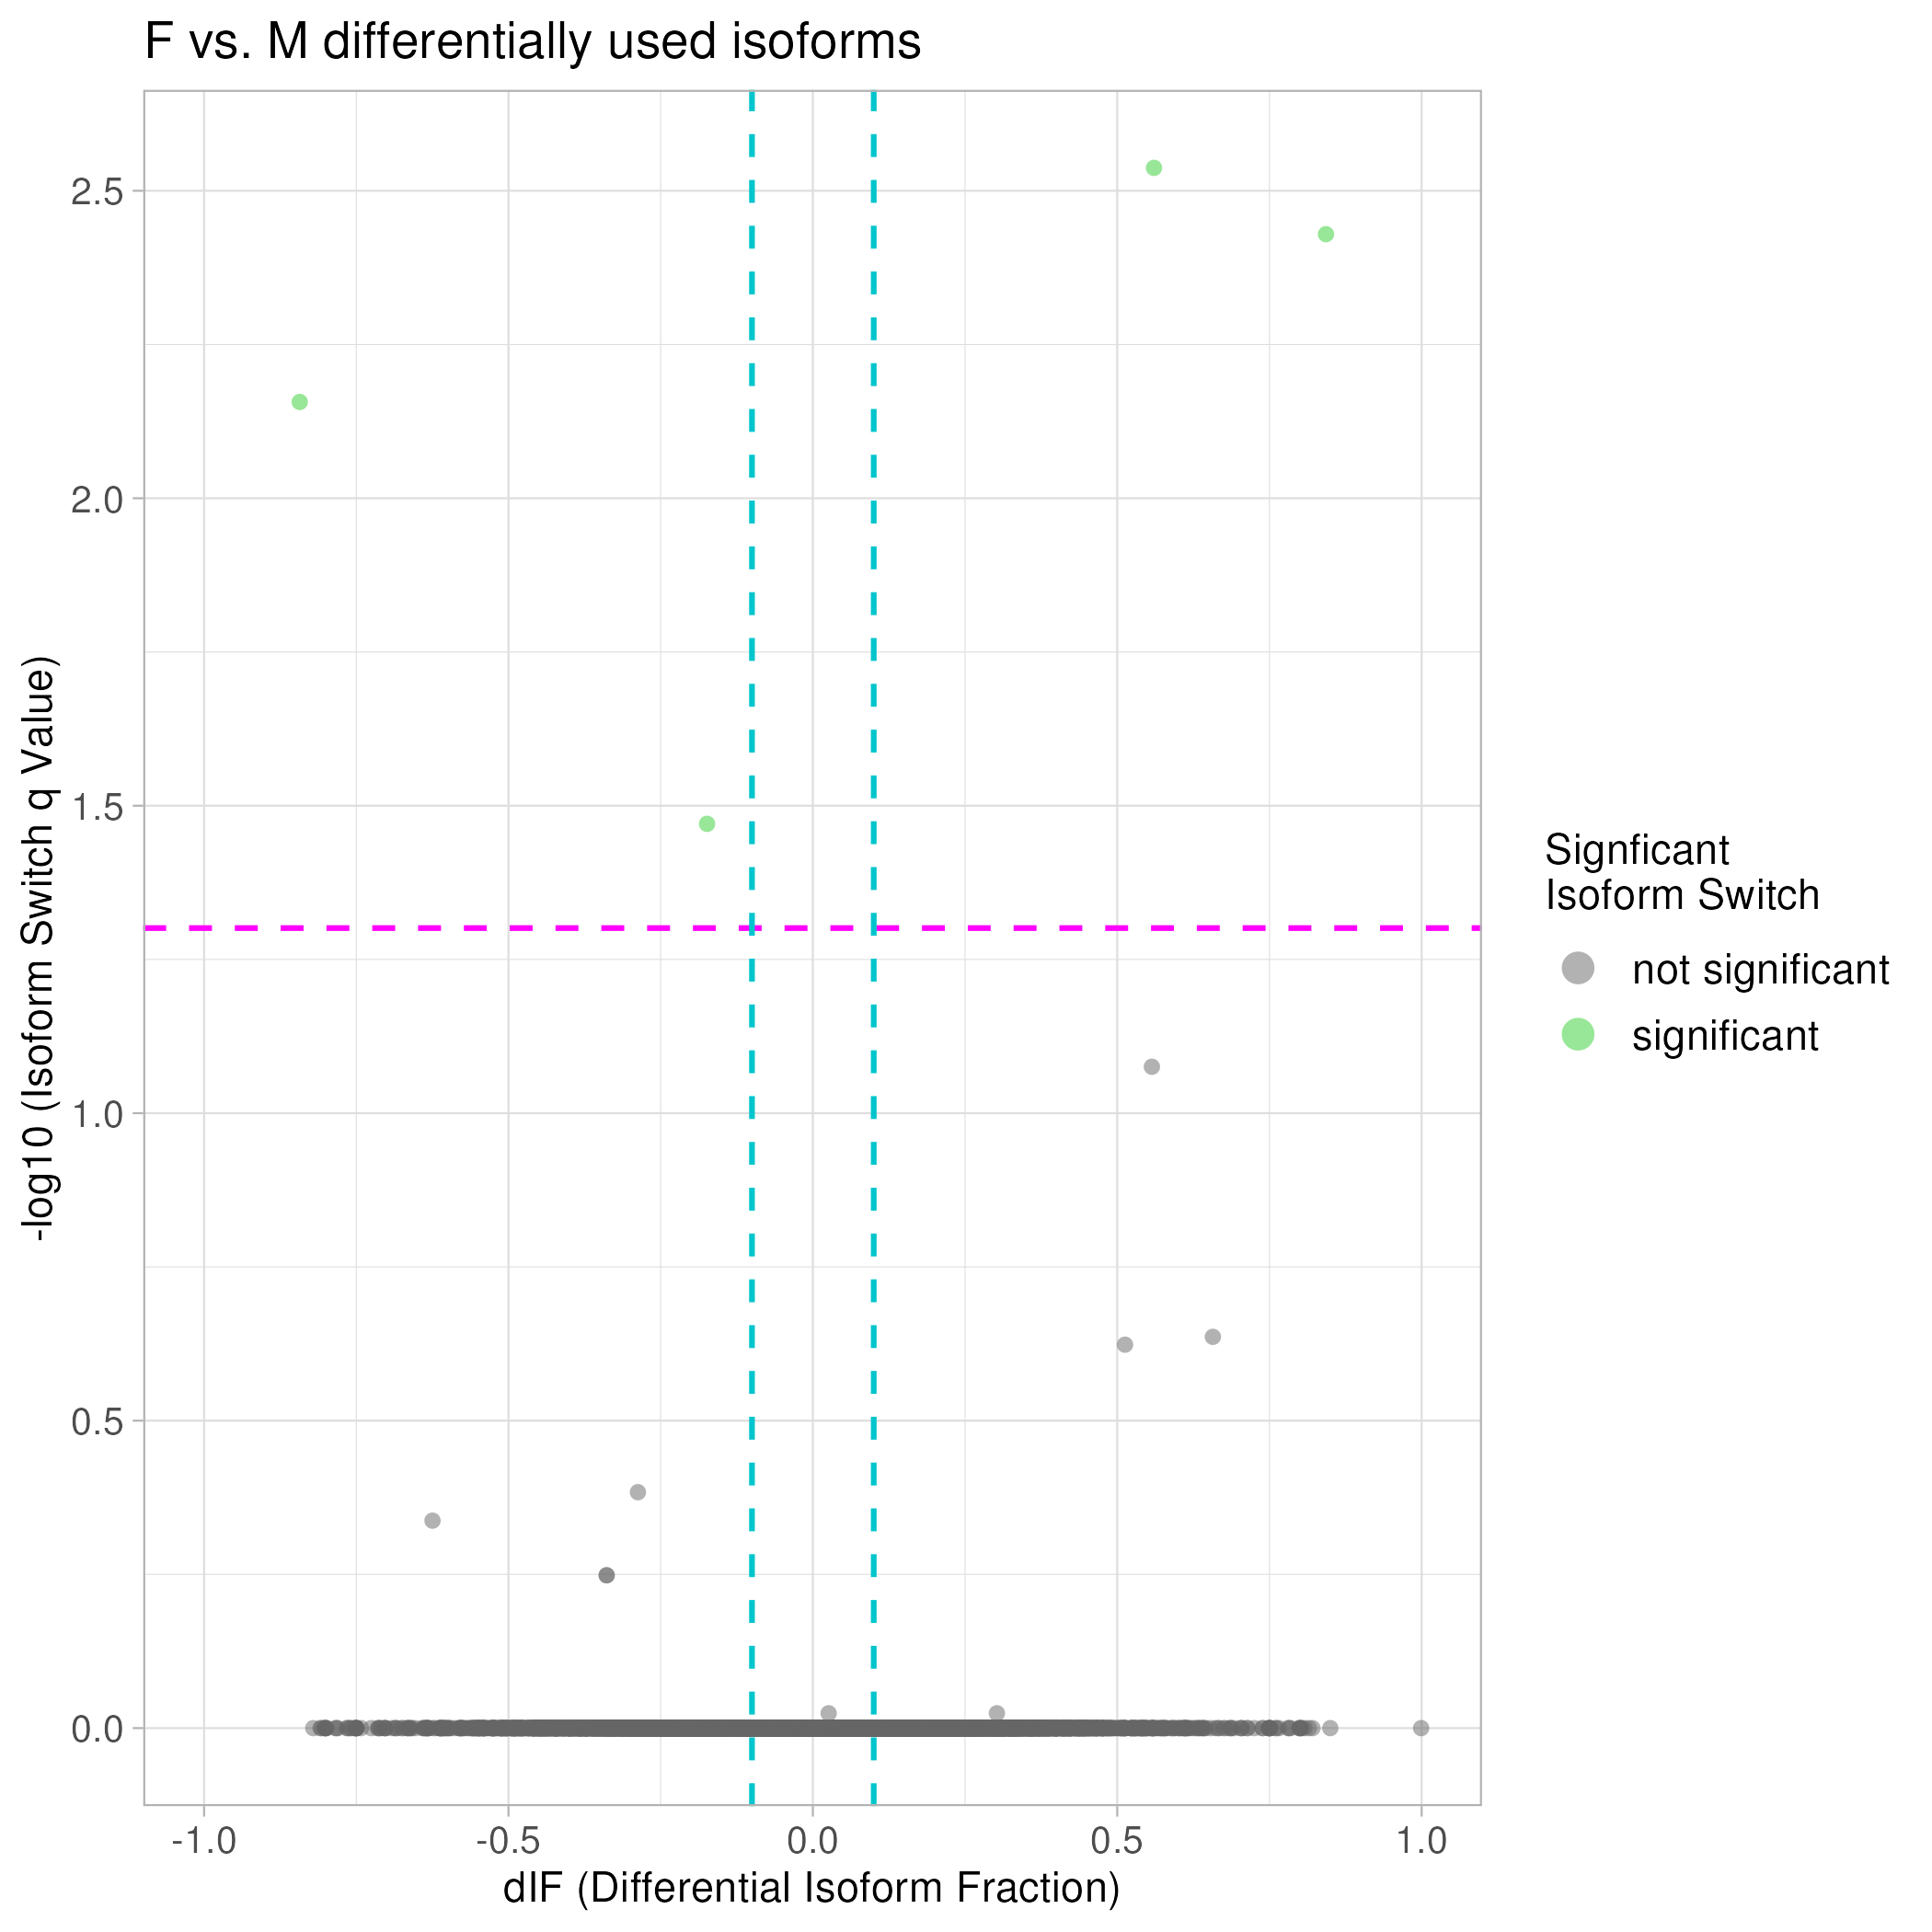 F vs. M differentially used isoforms
-log10 (Isoform Switch q Value)
2.5
2.0
1.5
1.0
0.5
0.0
-1.0
-0.5
0.0
0.5
1.0
dIF (Differential Isoform Fraction)
Signficant
Isoform Switch
not significant
significant